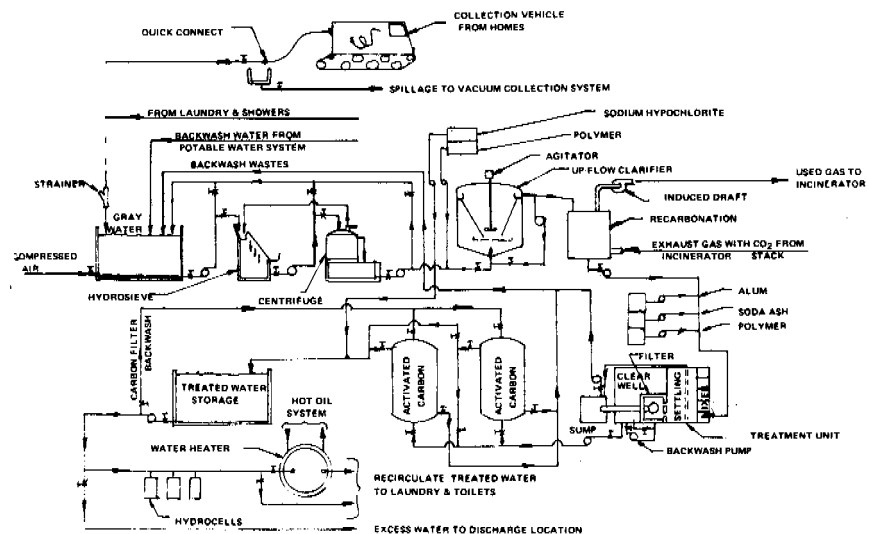 COLLECTION VEHICLE
FROM HOMES
QUICK CONNECT
SPILLAGE TO VACUUM COLLECTION SYSTEM
FROM LAUNDRY & SHOWERS
BACKWASH WATER FROM
POTABLE WATER SYSTEM
BACKWASH WASTES
STRAINER
GRAY
WATER
COMPRESSED
AIR
HYDROSIEVE
CENTRIFUGE
SODIUM HYPOCHLORITE
POLYMER
AGITATOR
UP-FLOW CLARIFIER
USED GAS TO
INCINERATOR
INDUCED DRAFT
RECARBONATION
EXHAUST GAS WITH CO2 FROM
INCINERATOR STACK
ALUM
SODA ASH
POLYMER
CARBON FILTER
BACKWASH
TREATED WATER
STORAGE
ACTIVATED
CARBON
ACTIVATED
CARBON
FILTER
CLEAR
WELL
SETTLING
MIXER
SUMP
TREATMENT UNIT
BACKWASH PUMP
HOT OIL
SYSTEM
WATER HEATER
RECIRCULATE TREATED WATER
TO LAUNDRY & TOILETS
HYDROCELLS
EXCESS WATER TO DISCHARGE LOCATION